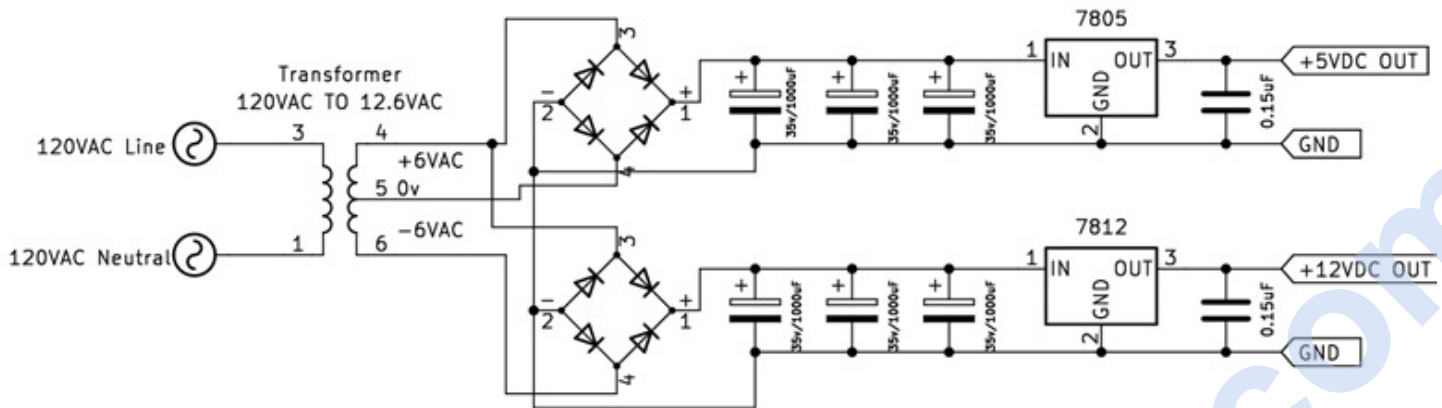 7805
Transformer
120VAC TO 12.6VAC
120VAC Line
120VAC Neutral
3
1
4
5
6
+6VAC
0v
-6VAC
3
-
2
+
1
4
+
35v/1000uF
+
35v/1000uF
+
35v/1000uF
1
IN
OUT
GND
3
2
0.15uF
+5VDC OUT
GND
7812
3
-
2
+
1
4
+
35v/1000uF
+
35v/1000uF
+
35v/1000uF
1
IN
OUT
GND
3
2
0.15uF
+12VDC OUT
GND
com